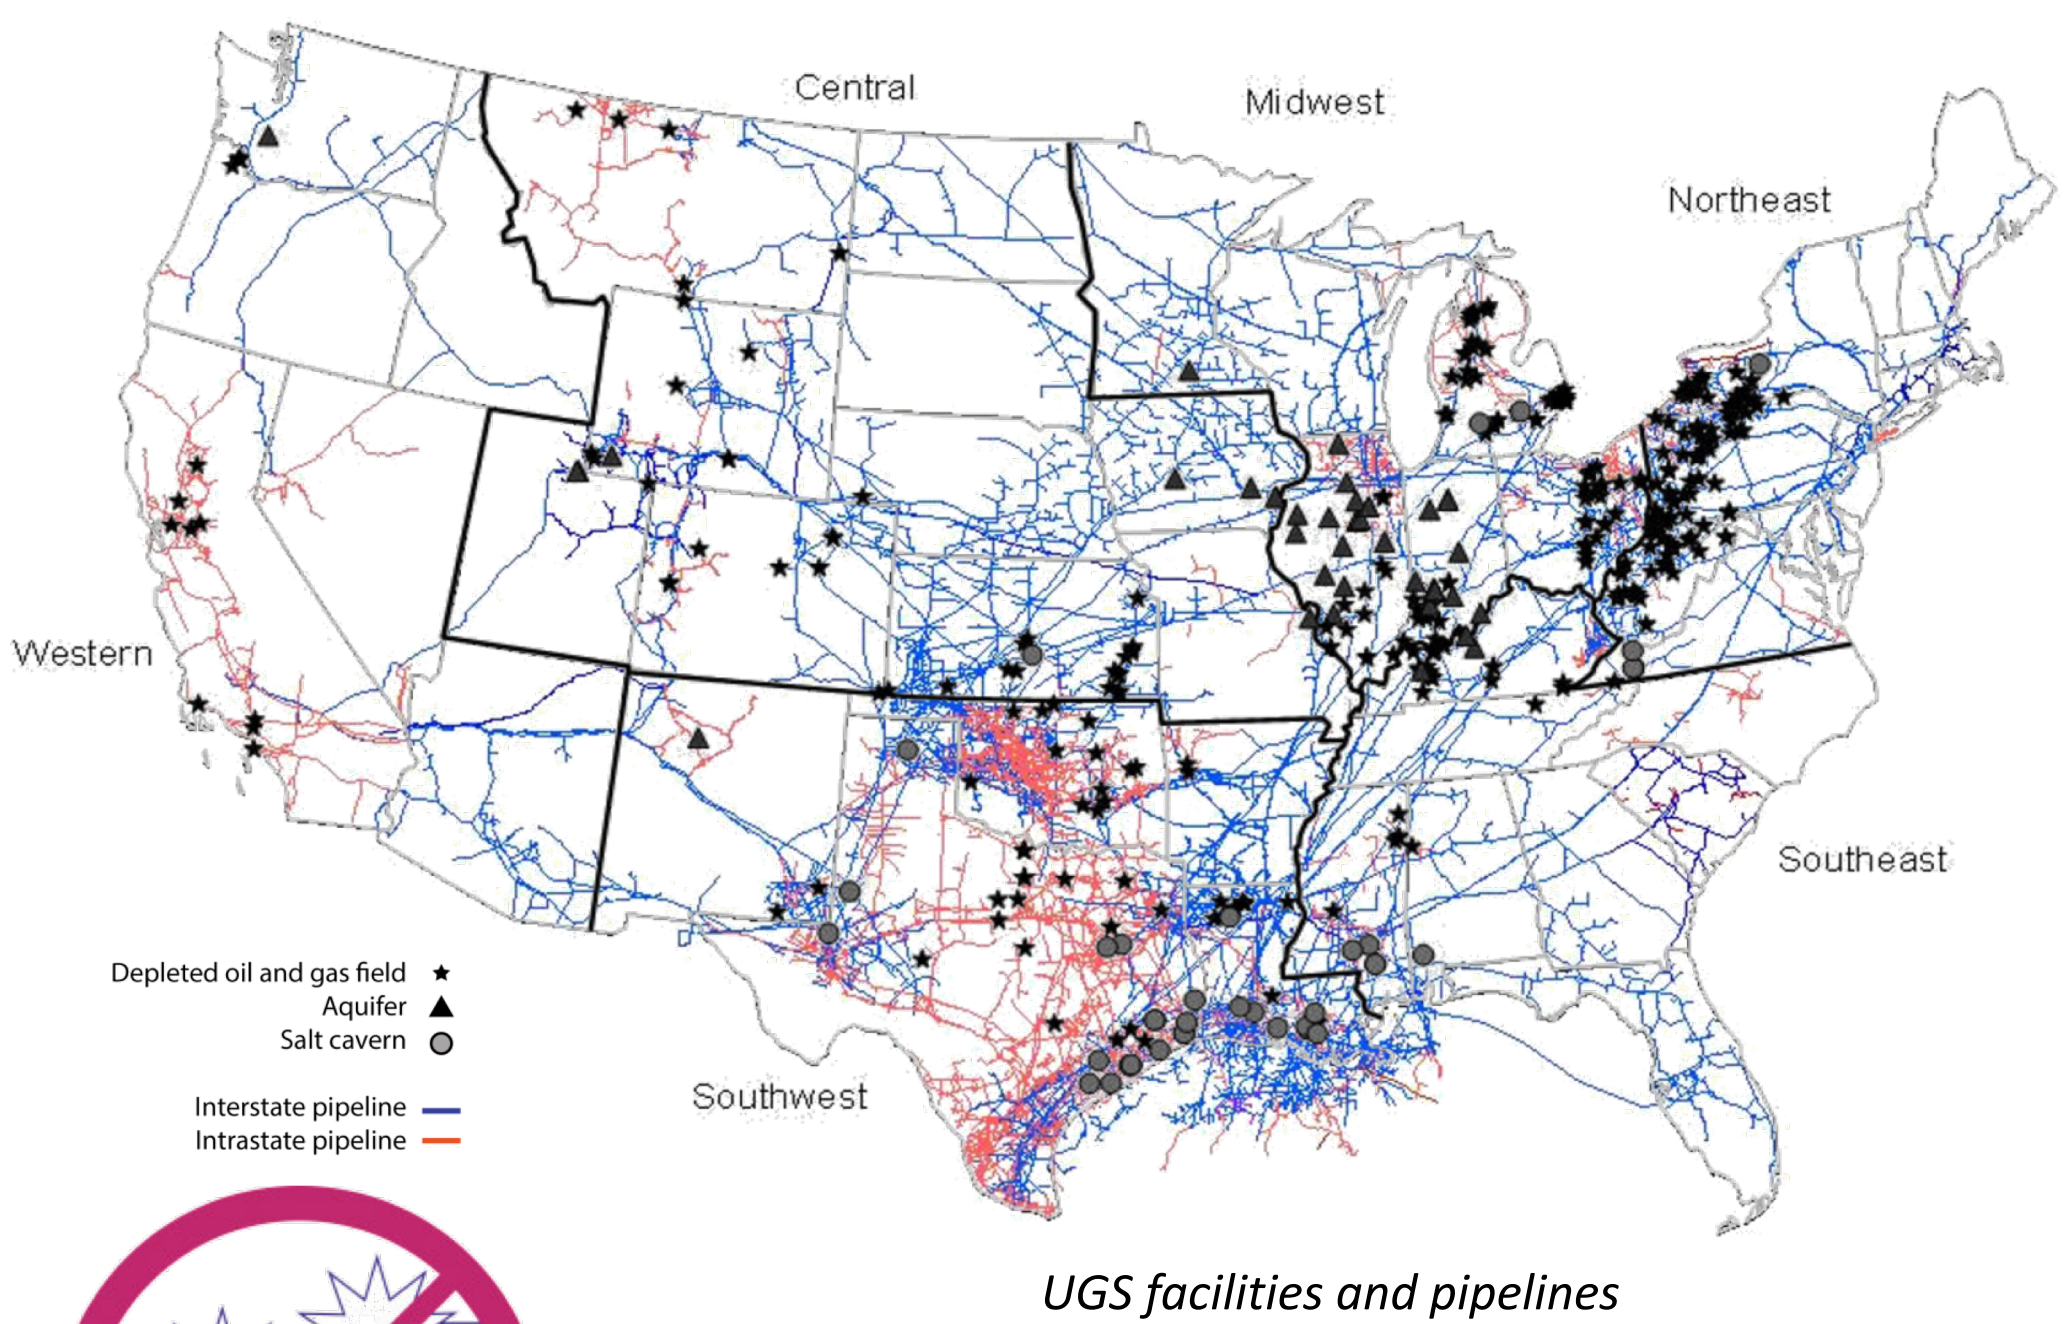 Central
Midwest
Northeast
Western
Southeast
Depleted oil and gas field
Aquifer
Salt cavern
Southwest
Interstate pipeline
Intrastate pipeline
UGS facilities and pipelines